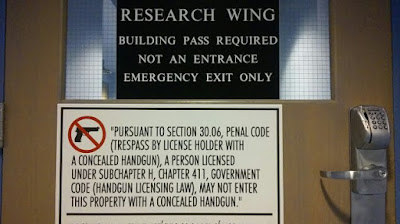 RESEARCH WING
BUILDING PASS REQUIRED
NOT AN ENTRANCE
EMERGENCY EXIT ONLY
"PURSUANT TO SECTION 30.06, PENAL CODE
(TRESPASS BY LICENSE HOLDER WITH
A CONCEALED HANDGUN), A PERSON LICENSED
UNDER SUBCHAPTER H, CHAPTER 411, GOVERNMENT
CODE (HANDGUN LICENSING LAW), MAY NOT ENTER
THIS PROPERTY WITH A CONCEALED HANDGUN."